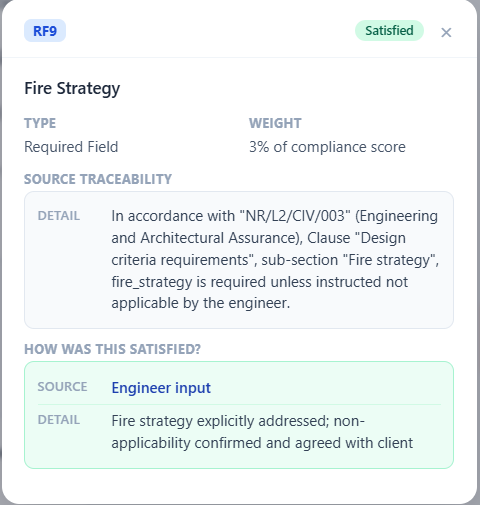 RF9
Satisfied
×
Fire Strategy
TYPE
WEIGHT
Required Field
3% of compliance score
SOURCE TRACEABILITY
DETAIL
In accordance with "NR/L2/CIV/003" (Engineering
and Architectural Assurance), Clause "Design
criteria requirements", sub-section "Fire strategy",
fire_strategy is required unless instructed not
applicable by the engineer.
HOW WAS THIS SATISFIED?
SOURCE
Engineer input
DETAIL
Fire strategy explicitly addressed; non-
applicability confirmed and agreed with client